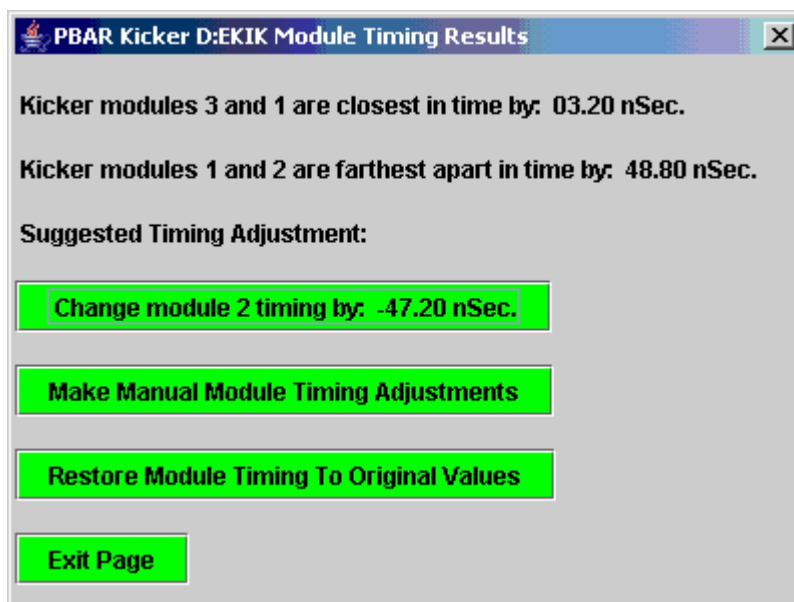 PBAR Kicker D:EKIK Module Timing Results
Kicker modules 3 and 1 are closest in time by: 03.20 nSec.
Kicker modules 1 and 2 are farthest apart in time by: 48.80 nSec.
Suggested Timing Adjustment:
Change module 2 timing by: -47.20 nSec.
Make Manual Module Timing Adjustments
Restore Module Timing To Original Values
Exit Page